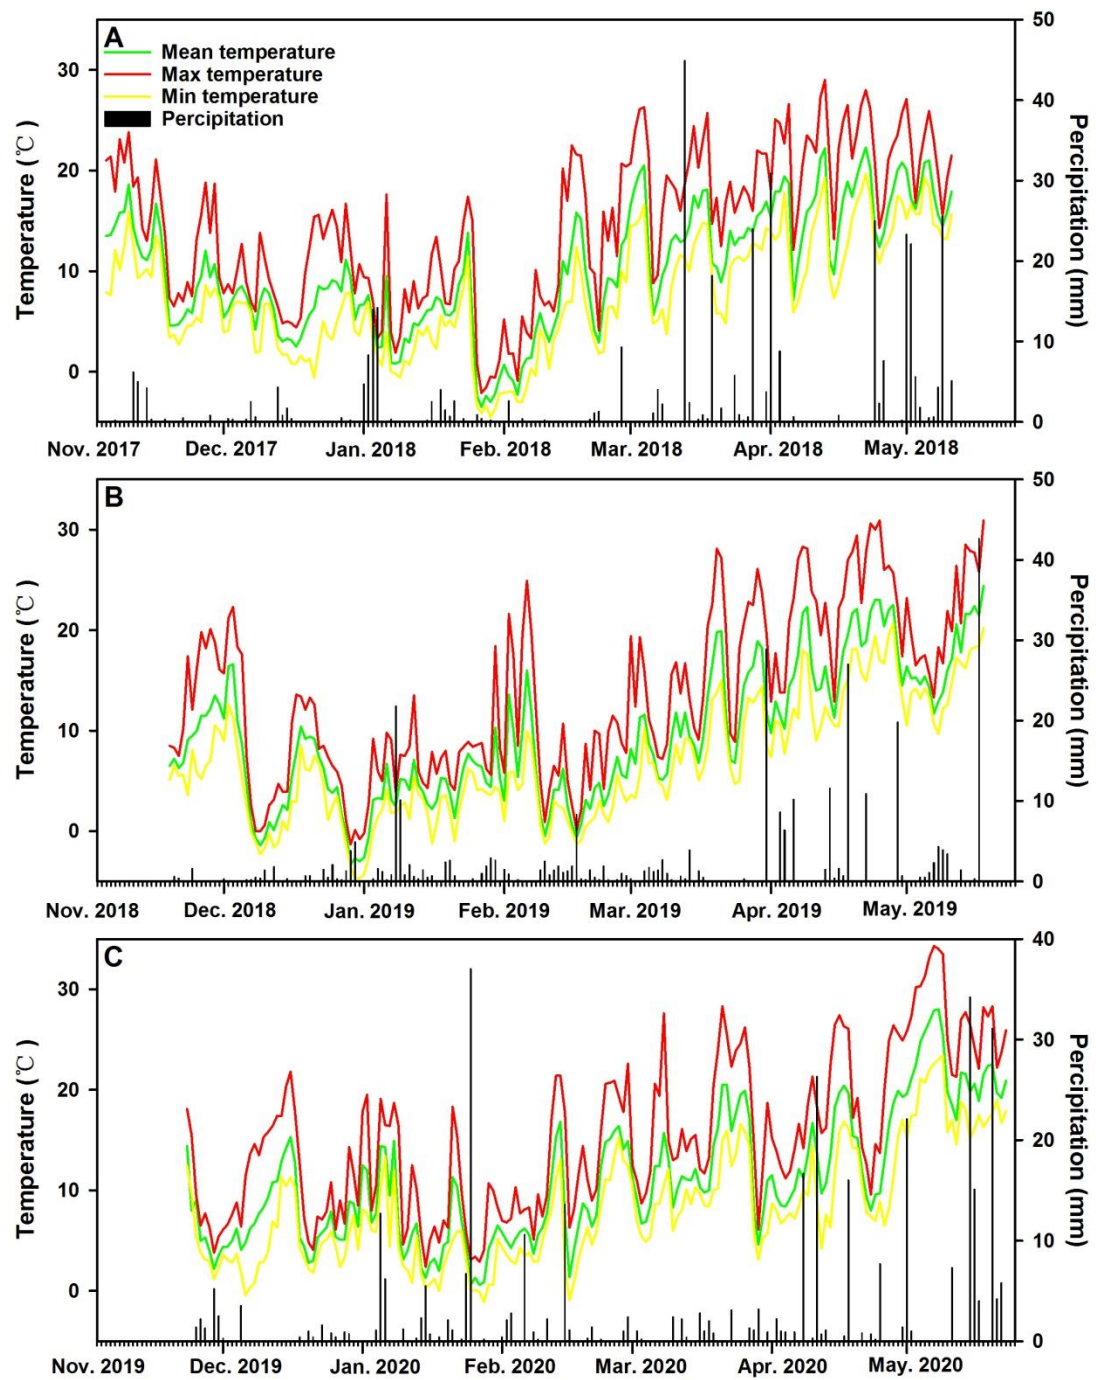 A
Mean temperature
Max temperature
Min temperature
Percipitation
Temperature (℃ )
30
20
10
0
50
40
30
20
10
0
Percipitation (mm)
Nov. 2017 Dec. 2017 Jan. 2018 Feb. 2018 Mar. 2018 Apr. 2018 May. 2018
B
Temperature (℃ )
30
20
10
0
50
40
30
20
10
0
Percipitation (mm)
Nov. 2018 Dec. 2018 Jan. 2019 Feb. 2019 Mar. 2019 Apr. 2019 May. 2019
C
Temperature (℃ )
30
20
10
0
40
30
20
10
0
Percipitation (mm)
Nov. 2019 Dec. 2019 Jan. 2020 Feb. 2020 Mar. 2020 Apr. 2020 May. 2020